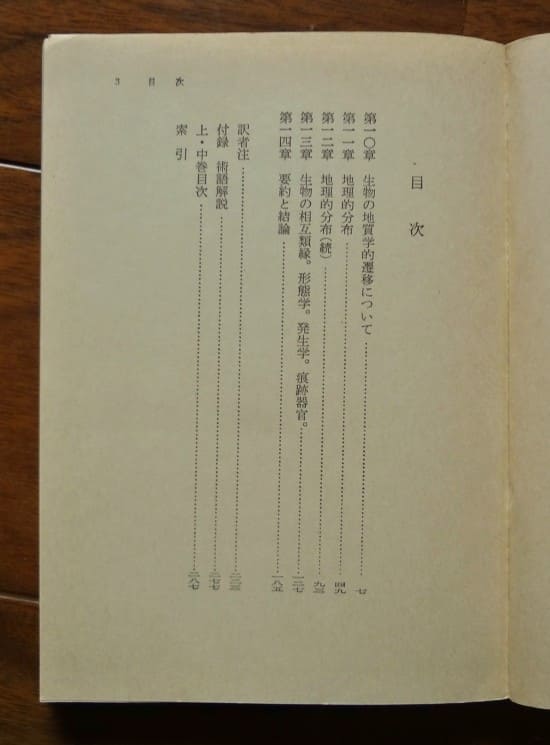 3 目次
目次
第一〇章 生物の地質学的遷移について……七
第一一章 地理的分布……四九
第一二章 地理的分布(続)……九三
第一三章 生物の相互類縁。形態学。発生学。痕跡器官。……一二七
第一四章 要約と結論……一八五
訳者注……二三三
付録 術語解説……二七七
上・中巻目次……二八七
索引